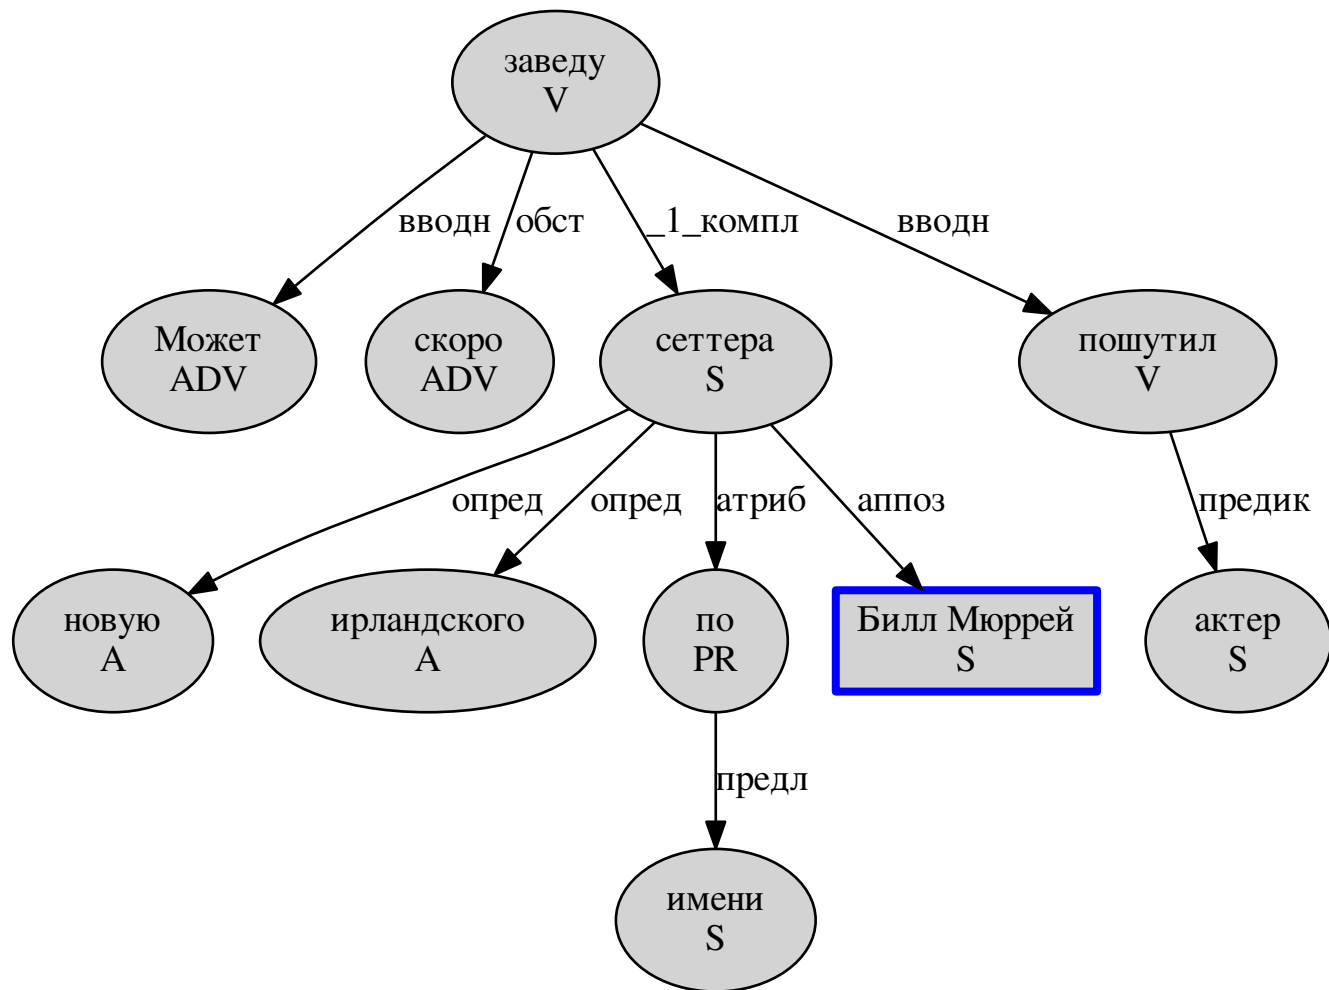 заведу
V
вводн
обст
_1_компл
вводн
Может
ADV
скоро
ADV
сеттера
S
пошутил
V
опред
опред
атриб
аппоз
предик
новую
A
ирландского
A
по
PR
Билл Мюррей
S
актер
S
предл
имени
S